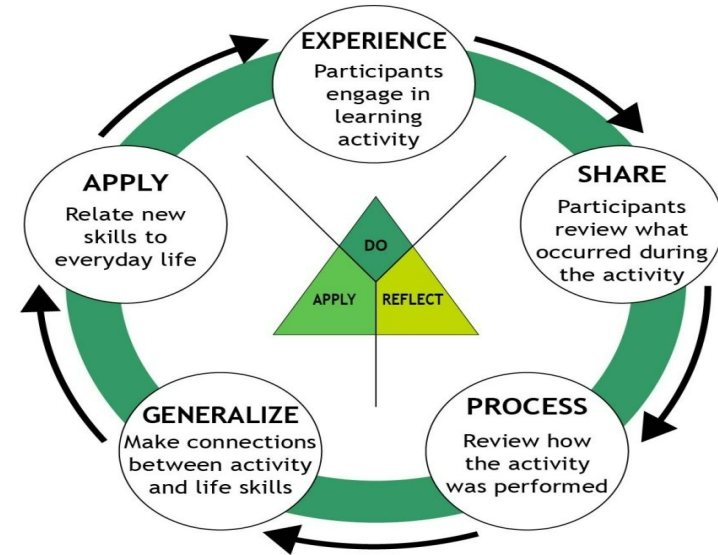 EXPERIENCE
Participants
engage in
learning
activity
SHARE
Participants
review what
occurred during
the activity
PROCESS
Review how
the activity
was performed
GENERALIZE
Make connections
between activity
and life skills
APPLY
Relate new
skills to
everyday life
DO
APPLY
REFLECT